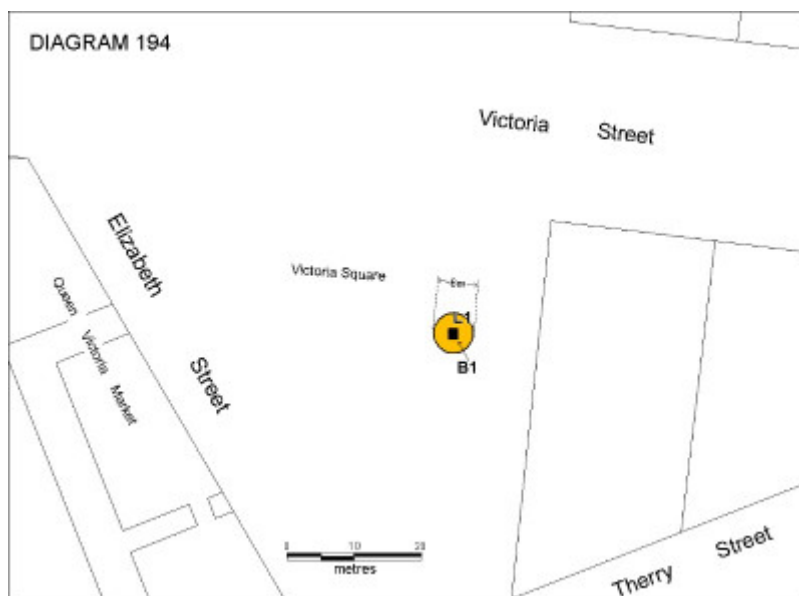 DIAGRAM 194
Victoria Street
Elizabeth Street
Victoria Square
Queen Victoria Market
6m
L1
B1
0 10 20
metres
Therry Street